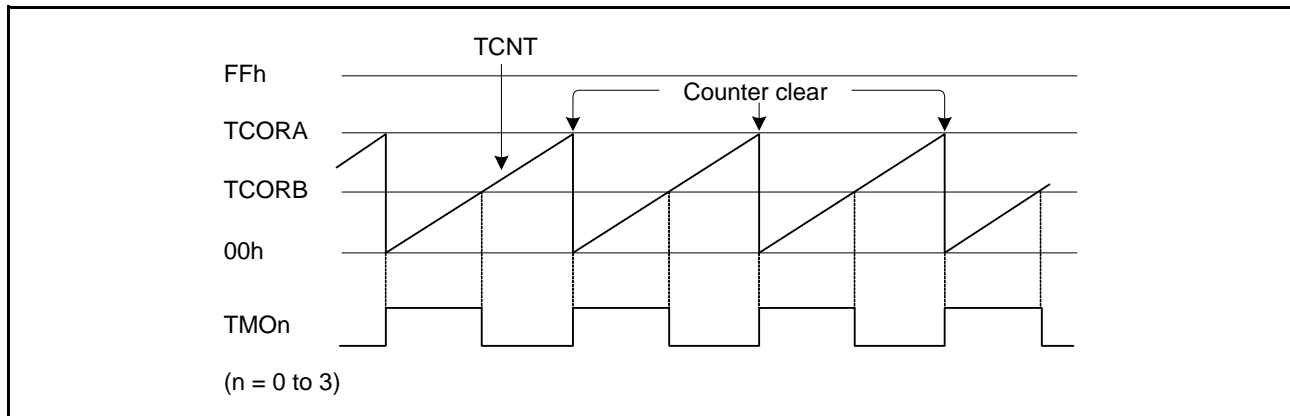 TCNT
FFh
Counter clear
TCORA
TCORB
00h
TMOn
(n = 0 to 3)